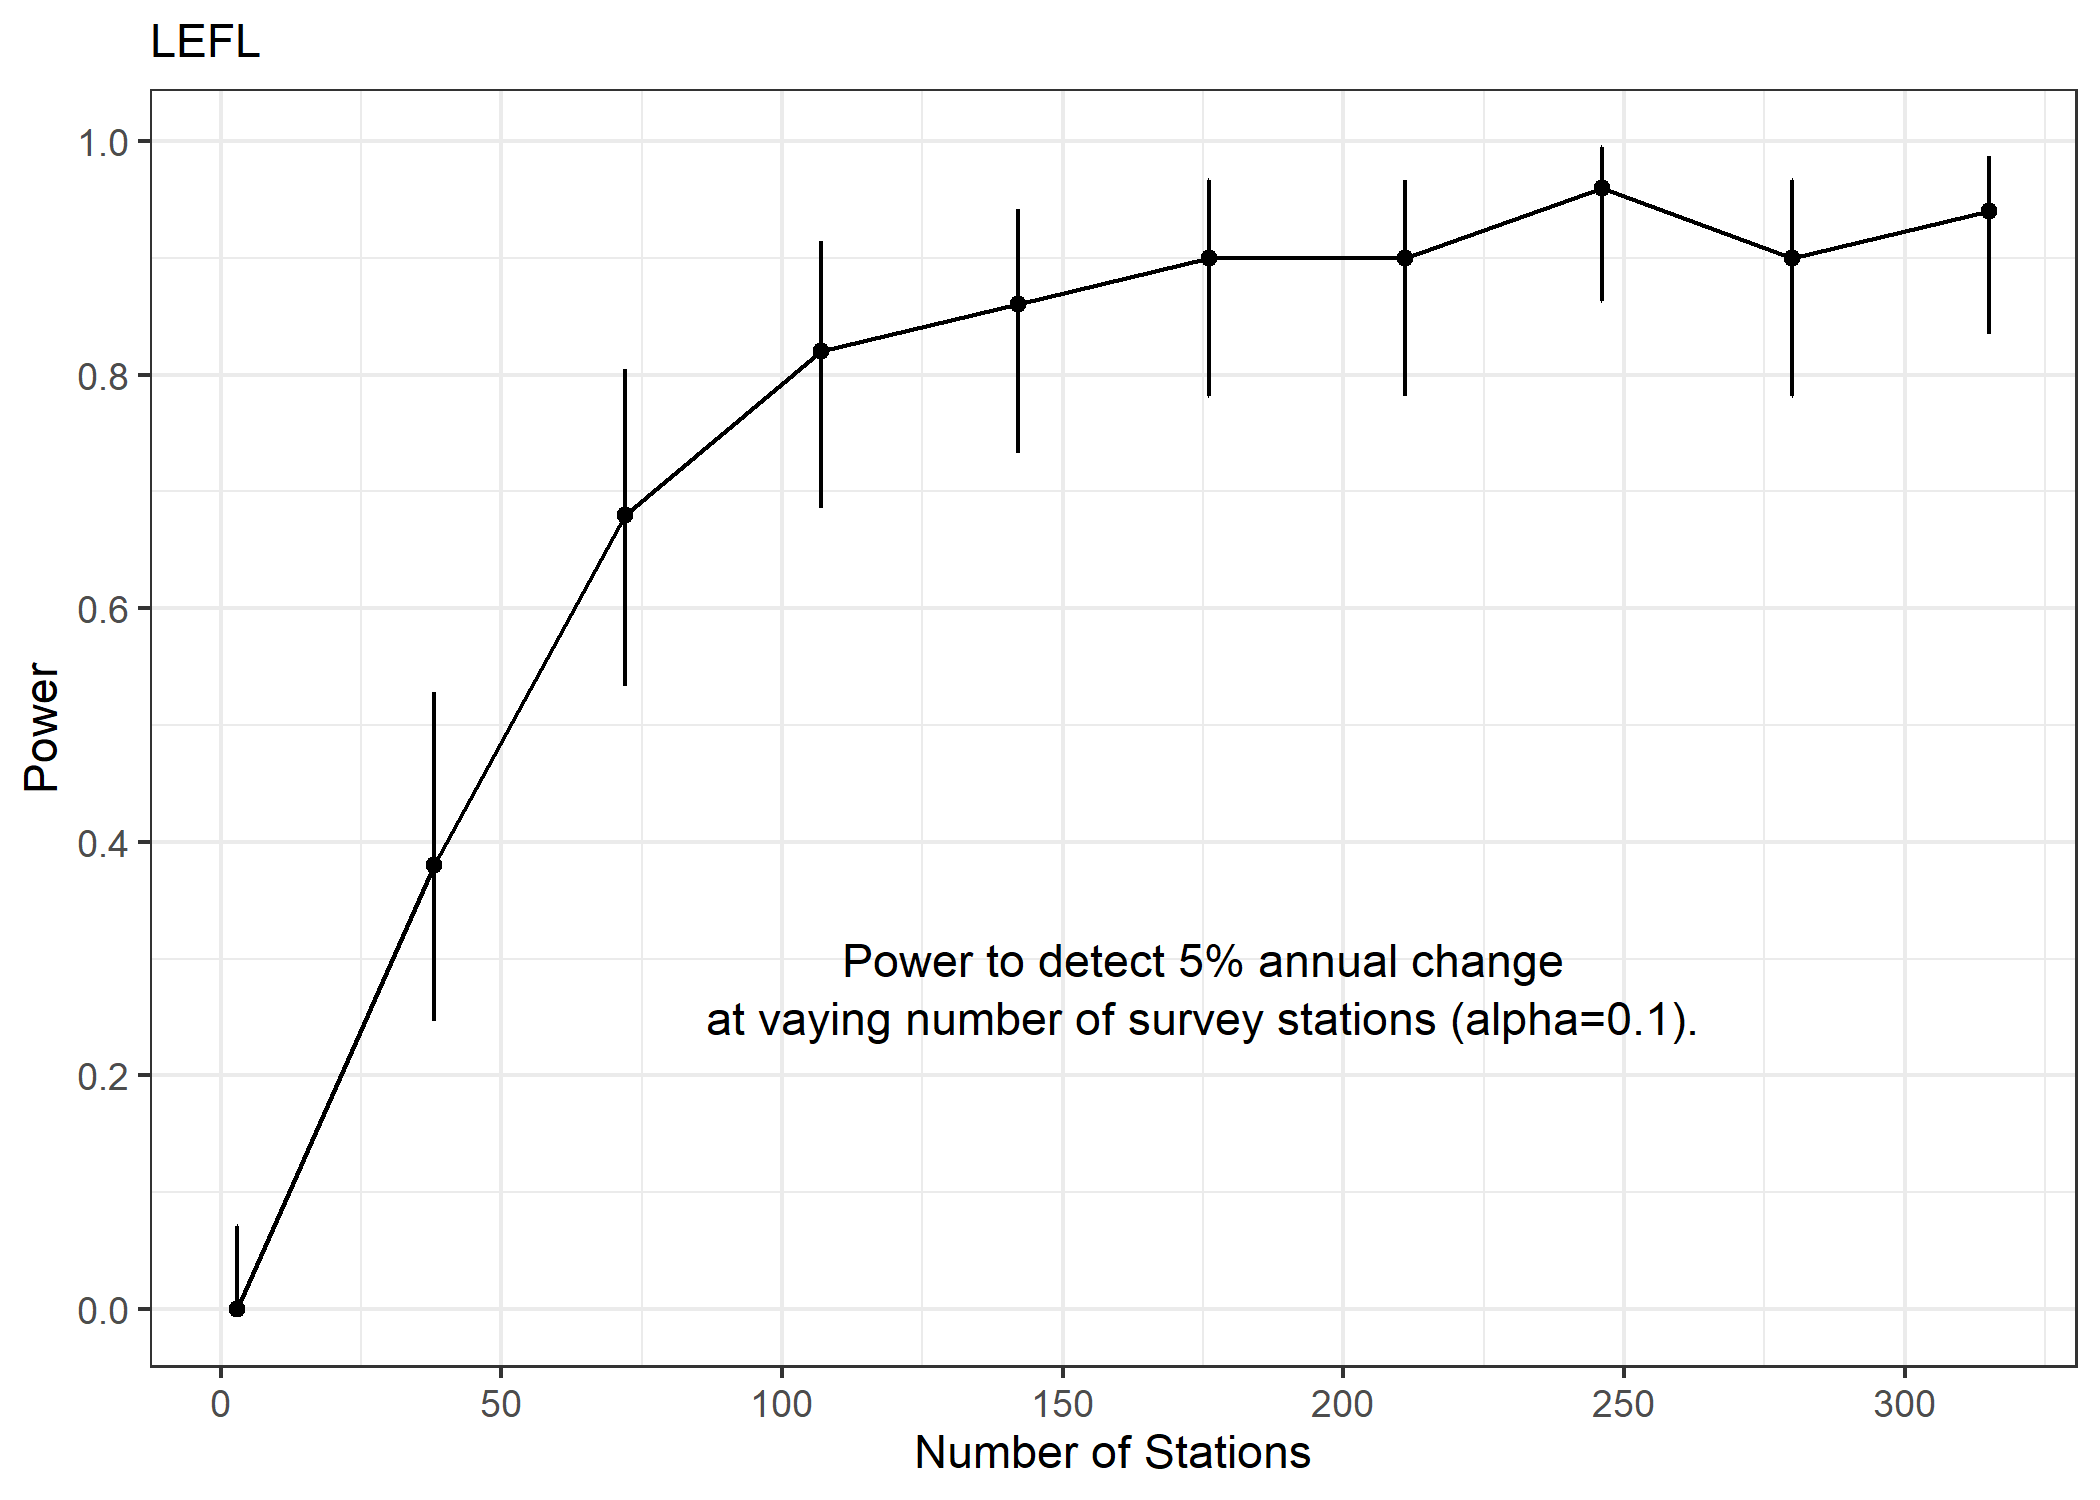 LEFL
1.0
0.8
0.6
0.4
0.2
0.0
Power
Power to detect 5% annual change
at vaying number of survey stations (alpha=0.1).
0 50 100 150 200 250 300
Number of Stations